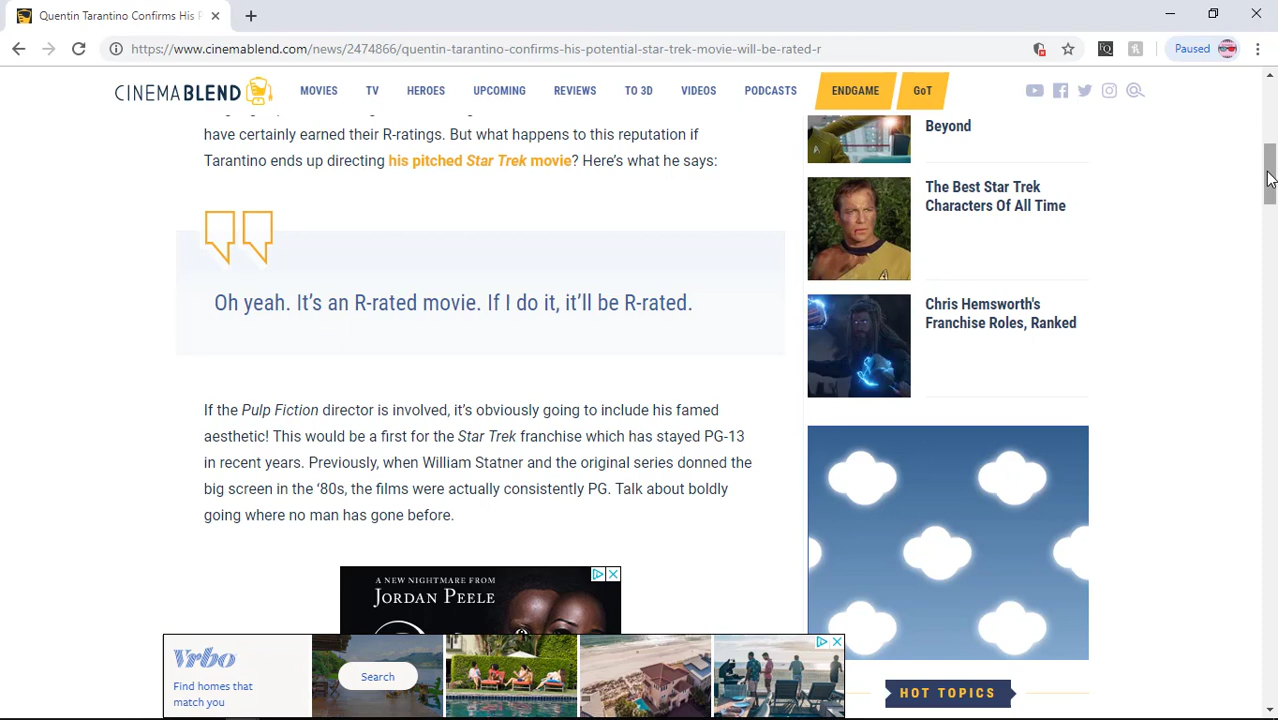 Quentin Tarantino Confirms His P
https://www.cinemablend.com/news/2474866/quentin-tarantino-confirms-his-potential-star-trek-movie-will-be-rated-r
Paused
CINEMABLEND
MOVIES TV HEROES UPCOMING REVIEWS TO 3D VIDEOS PODCASTS ENDGAME GoT
have certainly earned their R-ratings. But what happens to this reputation if
Tarantino ends up directing his pitched Star Trek movie? Here's what he says:
Oh yeah. It's an R-rated movie. If I do it, it'll be R-rated.
If the Pulp Fiction director is involved, it's obviously going to include his famed
aesthetic! This would be a first for the Star Trek franchise which has stayed PG-13
in recent years. Previously, when William Statner and the original series donned the
big screen in the '80s, the films were actually consistently PG. Talk about boldly
going where no man has gone before.
Beyond
The Best Star Trek
Characters Of All Time
Chris Hemsworth's
Franchise Roles, Ranked
HOT TOPICS
A NEW NIGHTMARE FROM
JORDAN PEELE
Vrbo
Find homes that
match you
Search